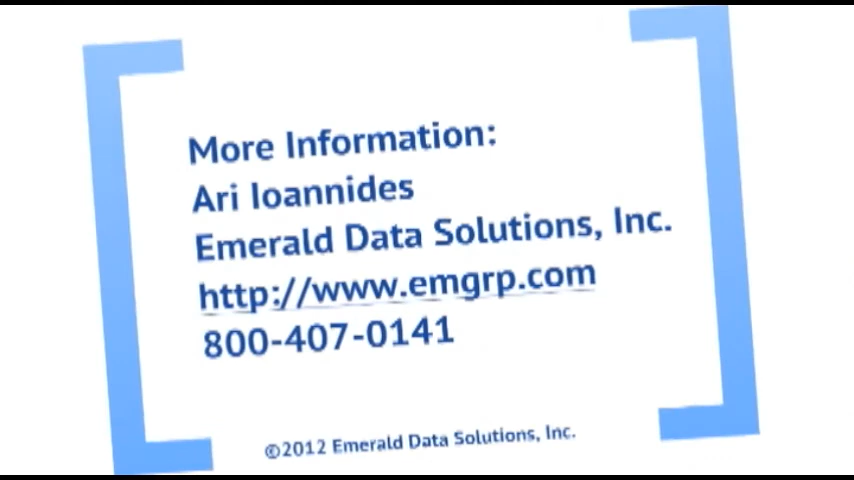 More Information:
Ari Ioannides
Emerald Data Solutions, Inc.
http://www.emgrp.com
800-407-0141
©2012 Emerald Data Solutions, Inc.